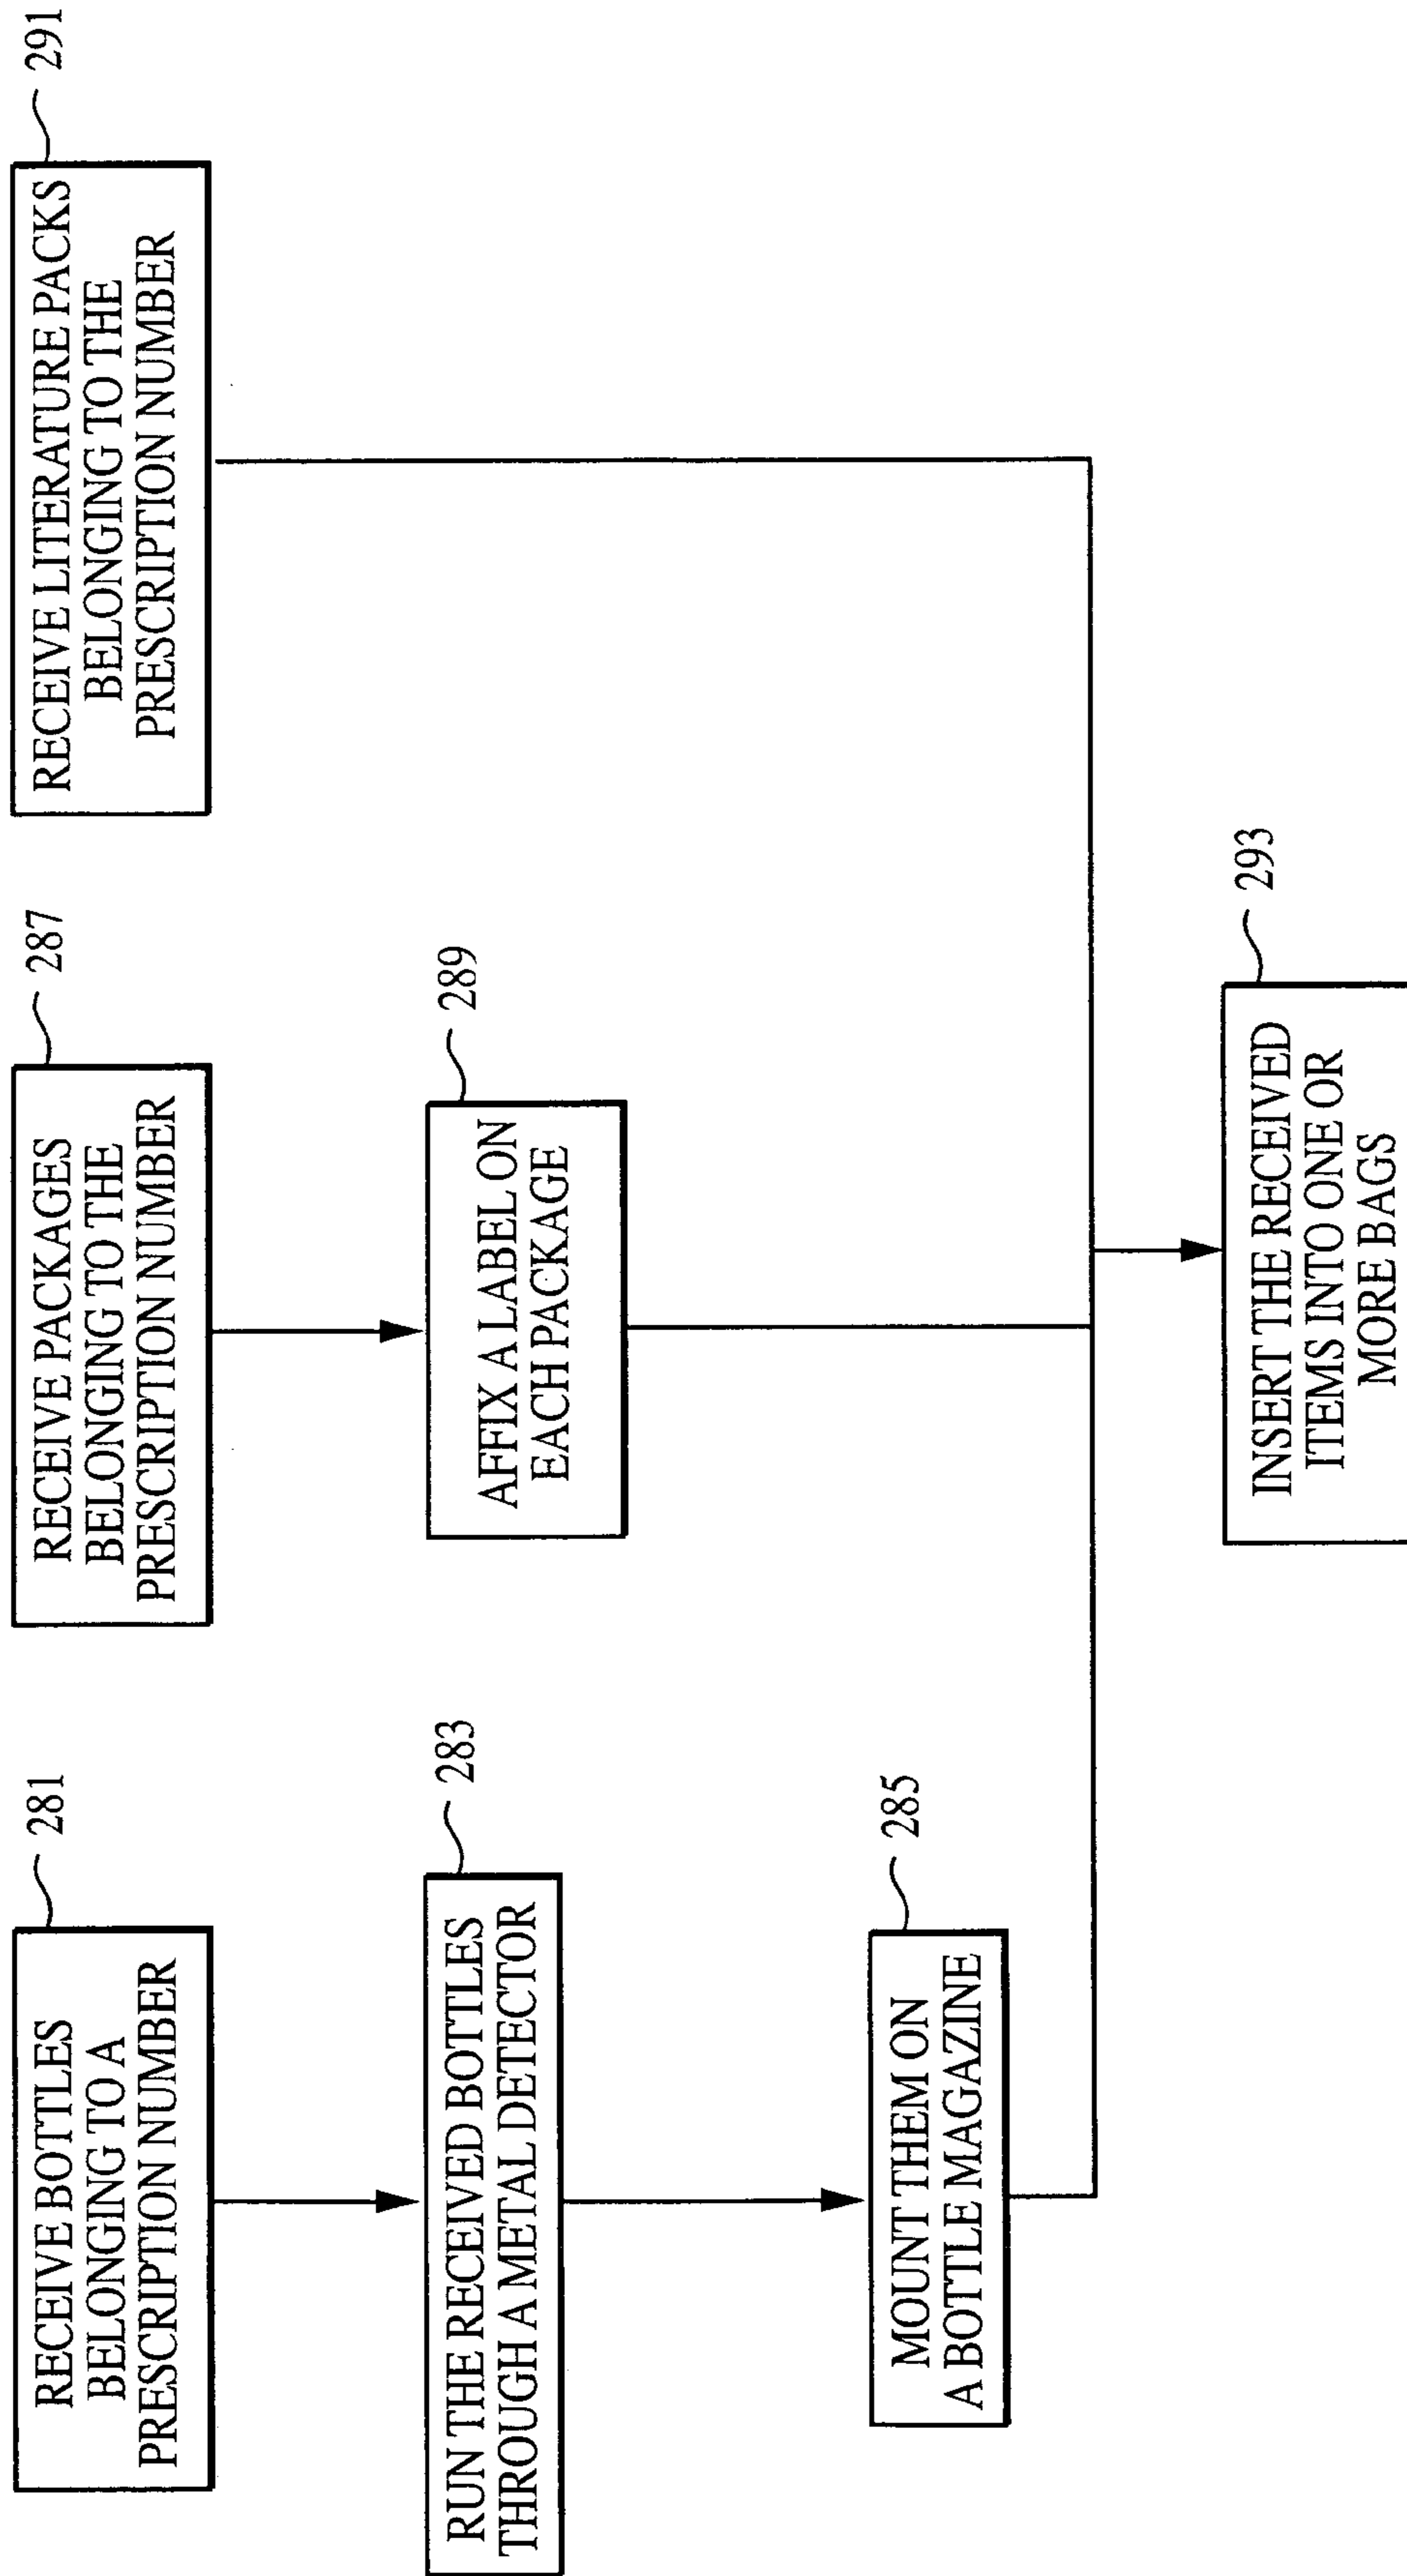 281
RECEIVE BOTTLES
BELONGING TO A
PRESCRIPTION NUMBER
283
RUN THE RECEIVED BOTTLES
THROUGH A METAL DETECTOR
285
MOUNT THEM ON
A BOTTLE MAGAZINE
287
RECEIVE PACKAGES
BELONGING TO THE
PRESCRIPTION NUMBER
289
AFFIX A LABEL ON
EACH PACKAGE
291
RECEIVE LITERATURE PACKS
BELONGING TO THE
PRESCRIPTION NUMBER
293
INSERT THE RECEIVED
ITEMS INTO ONE OR
MORE BAGS